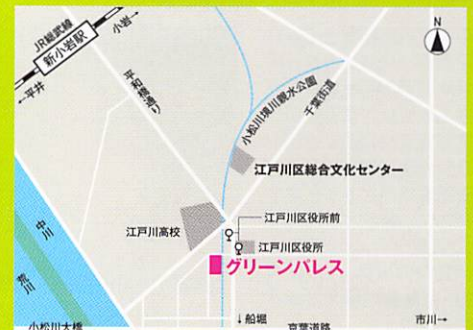 JR総武線
小岩→
新小岩駅
←平井
N
平和橋通り
小松川境川親水公園
千葉街道
江戸川区総合文化センター
江戸川区役所前
江戸川高校
江戸川区役所
グリーンパレス
中川
荒川
小松川大橋
↓船堀
京葉道路
市川→